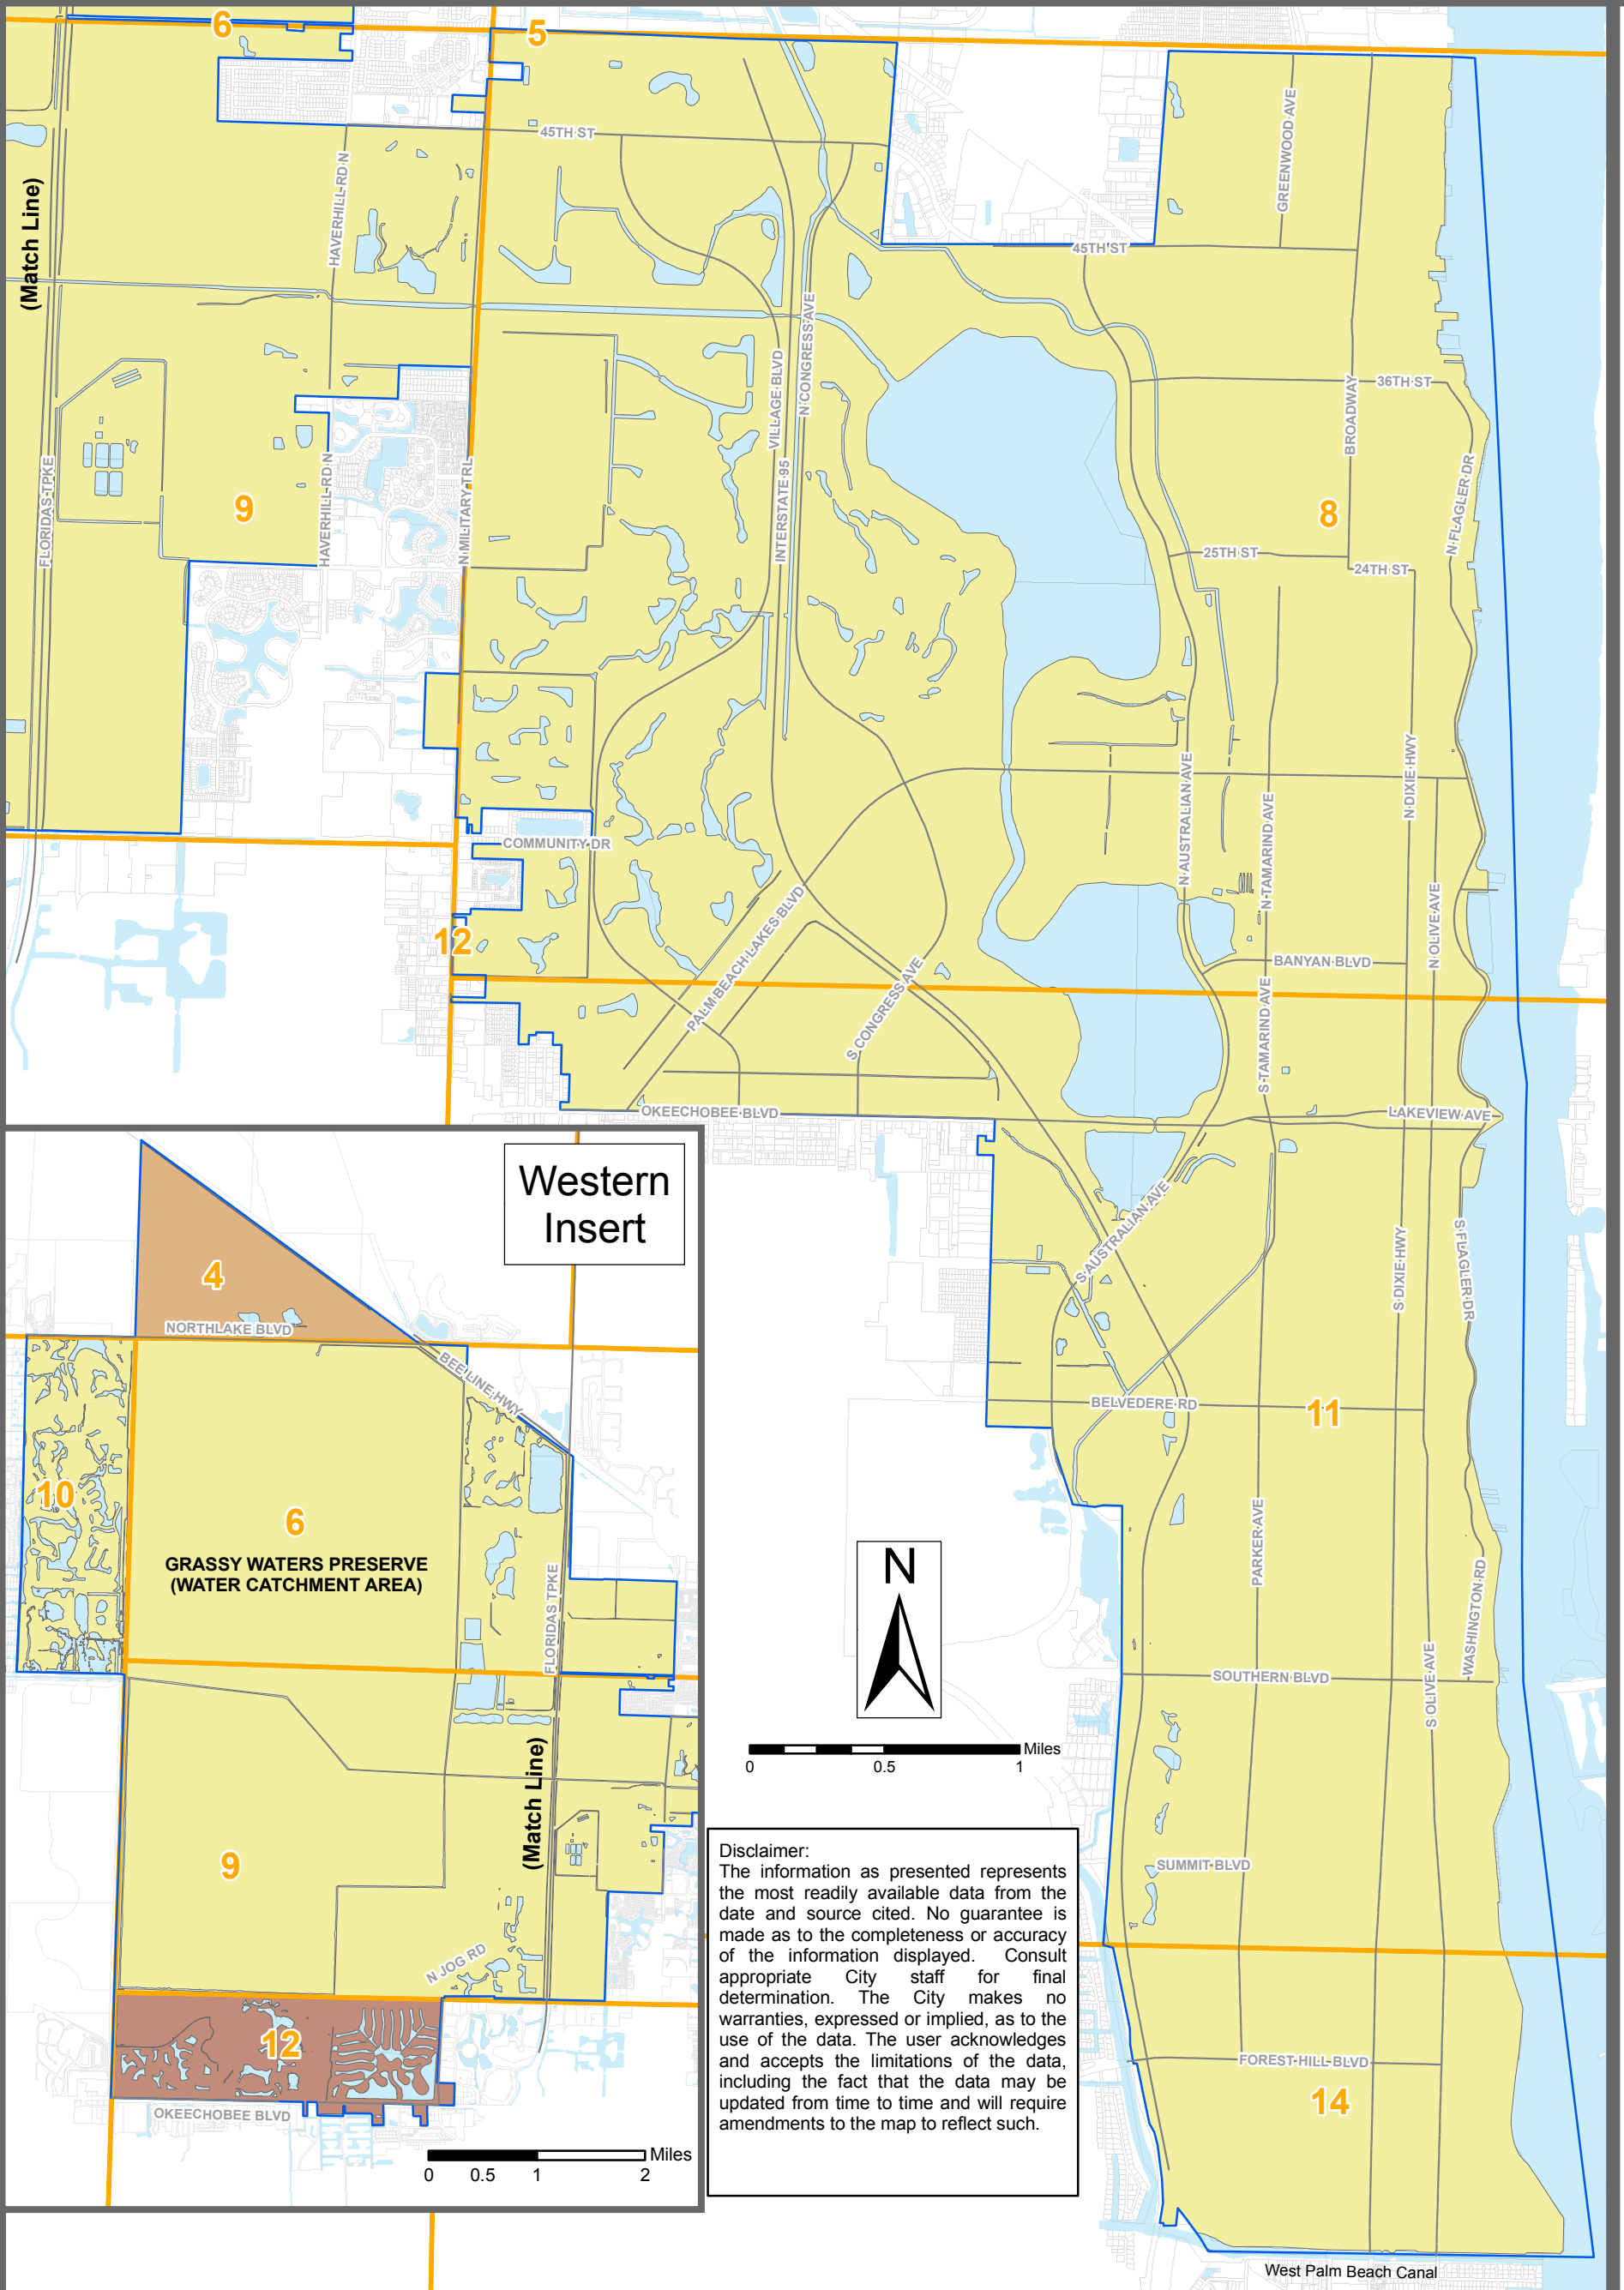 6
5
45TH ST
HAVERHILL RD N
(Match Line)
GREENWOOD AVE
45TH ST
VILLAGE BLVD
N CONGRESS AVE
INTERSTATE 95
36TH ST
BROADWAY
N FLAGLER DR
FLORIDAS TPKE
9
HAVERHILL RD N
N MILITARY TRL
8
25TH ST
24TH ST
N DIXIE HWY
N AUSTRALIAN AVE
N TAMARIND AVE
COMMUNITY DR
N OLIVE AVE
PALM BEACH LAKES BLVD
12
BANYAN BLVD
S CONGRESS AVE
S TAMARIND AVE
OKEECHOBEE BLVD
LAKEVIEW AVE
S AUSTRALIAN AVE
S DIXIE HWY
S FLAGLER DR
BELVEDERE RD
11
PARKER AVE
WASHINGTON RD
SOUTHERN BLVD
S OLIVE AVE
SUMMIT BLVD
FOREST HILL BLVD
14
West Palm Beach Canal
Western
Insert
4
NORTHLAKE BLVD
BEE LINE HWY
10
6
GRASSY WATERS PRESERVE
(WATER CATCHMENT AREA)
FLORIDAS TPKE
(Match Line)
9
N JOG RD
12
OKEECHOBEE BLVD
Miles
0 0.5 1 2
N
Miles
0 0.5 1
Disclaimer:
The information as presented represents
the most readily available data from the
date and source cited. No guarantee is
made as to the completeness or accuracy
of the information displayed. Consult
appropriate City staff for final
determination. The City makes no
warranties, expressed or implied, as to the
use of the data. The user acknowledges
and accepts the limitations of the data,
including the fact that the data may be
updated from time to time and will require
amendments to the map to reflect such.